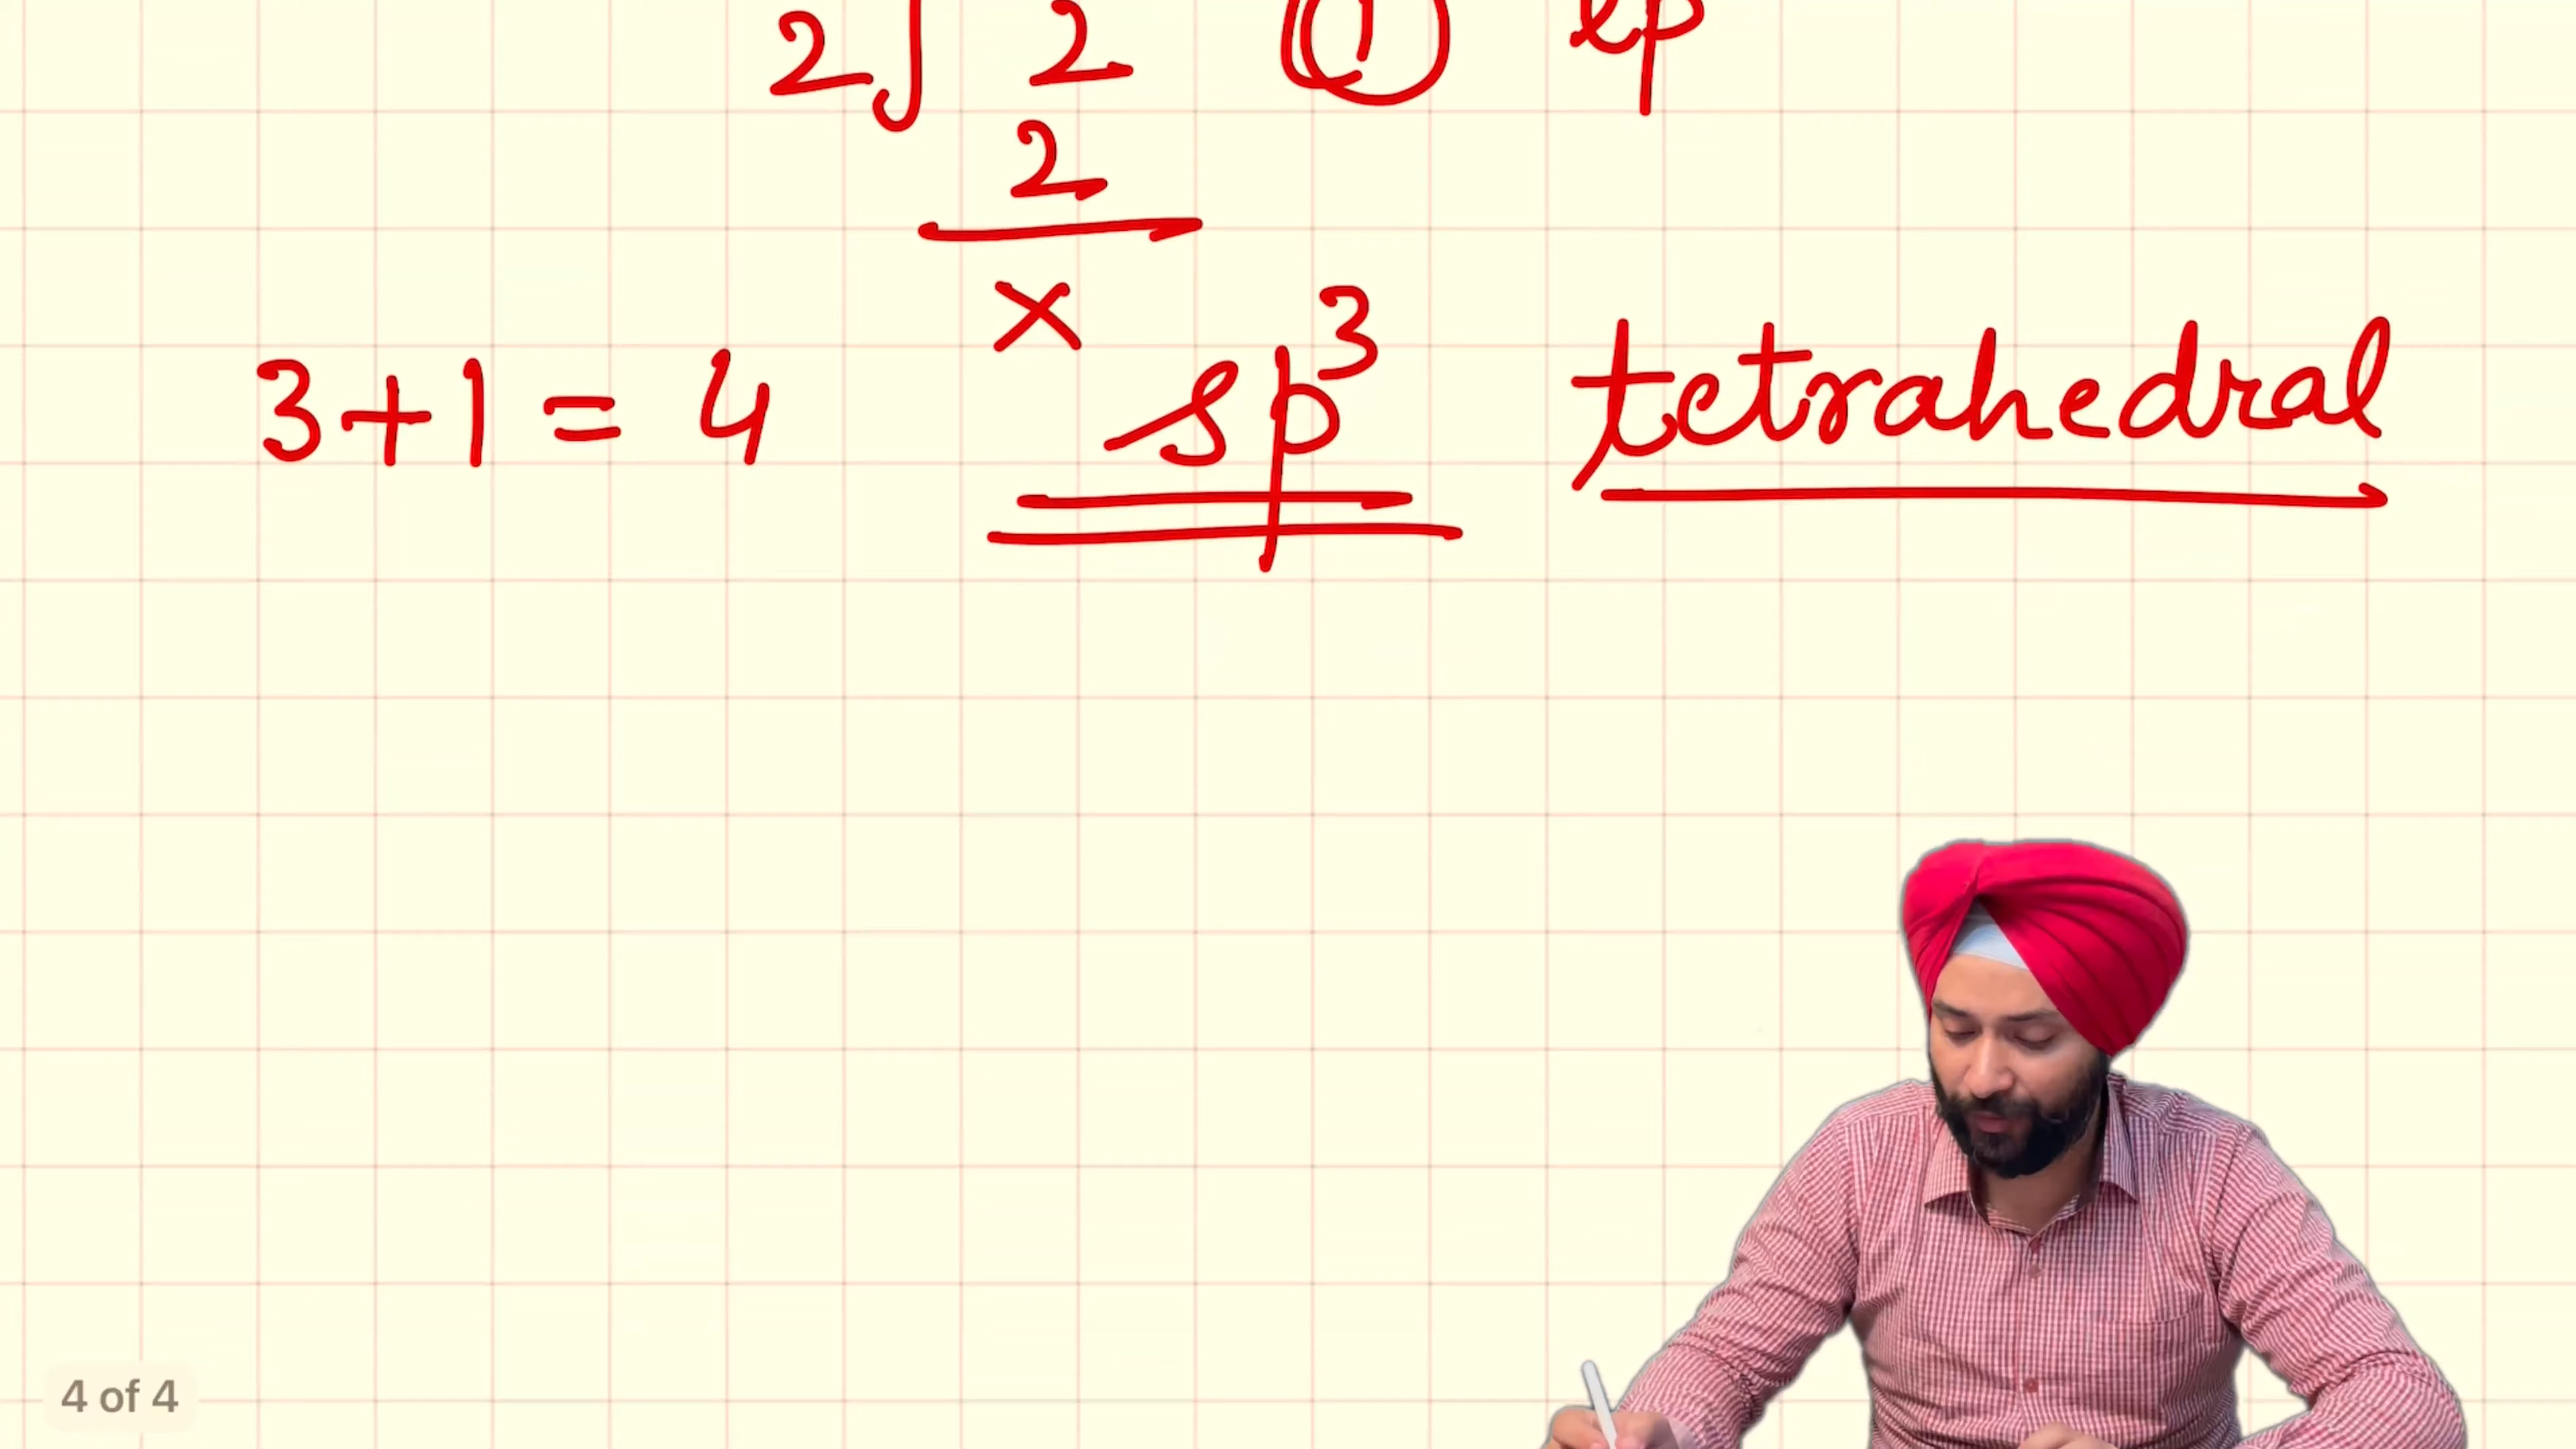 2 ) 2 ( 1 lp
2
x
3+1 = 4 sp³ tetrahedral
4 of 4